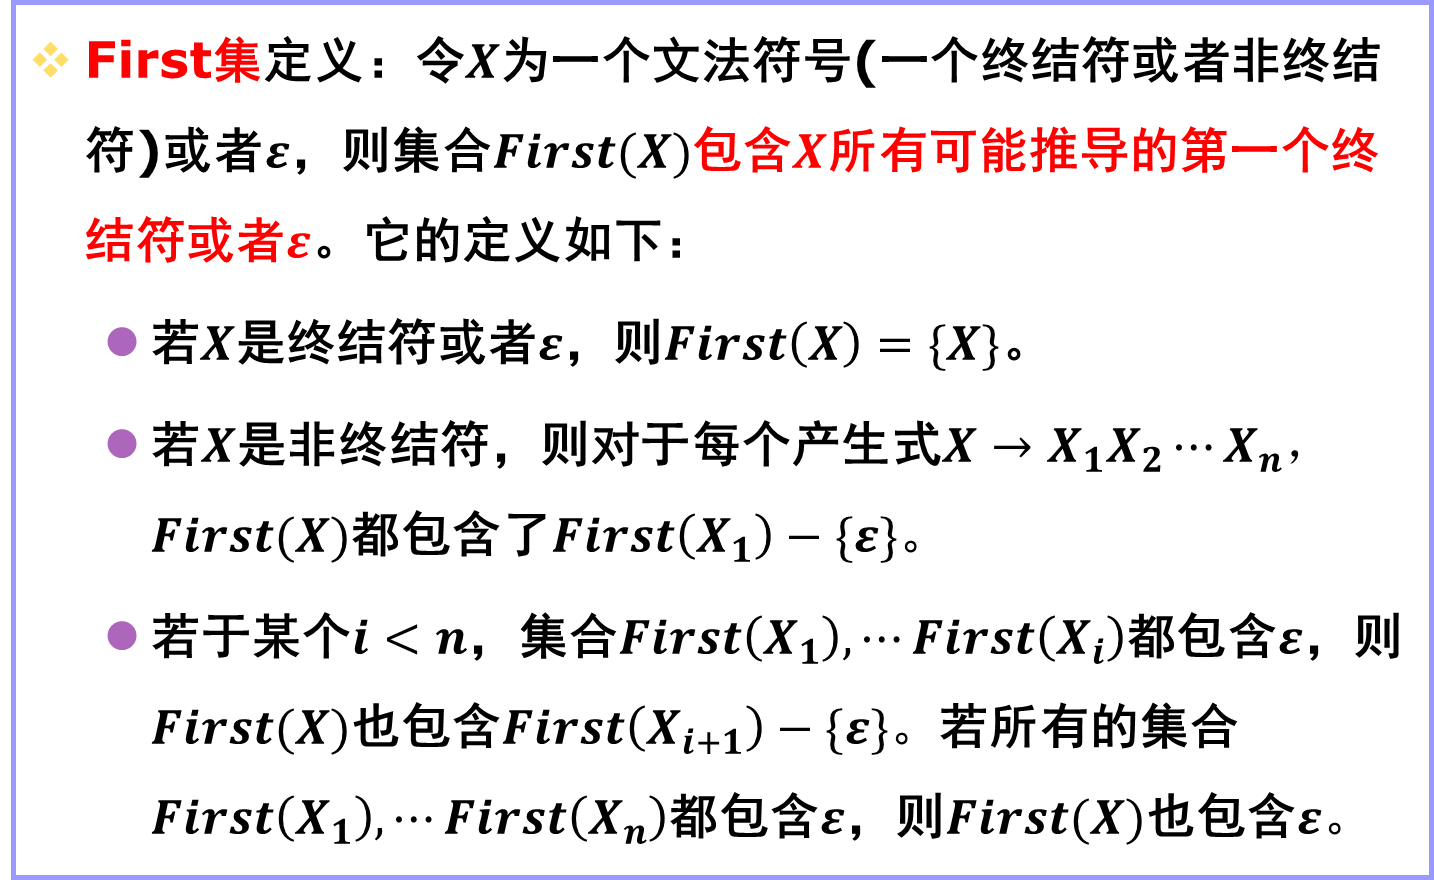 First集定义：令X为一个文法符号(一个终结符或者非终结
符)或者ε，则集合First(X)包含X所有可能推导的第一个终
结符或者ε。它的定义如下：
若X是终结符或者ε，则First(X) = {X}。
若X是非终结符，则对于每个产生式X → X₁X₂ ⋯ Xₙ，
First(X)都包含了First(X₁) − {ε}。
若于某个i < n，集合First(X₁), ⋯ First(Xᵢ)都包含ε，则
First(X)也包含First(Xᵢ₊₁) − {ε}。若所有的集合
First(X₁), ⋯ First(Xₙ)都包含ε，则First(X)也包含ε。